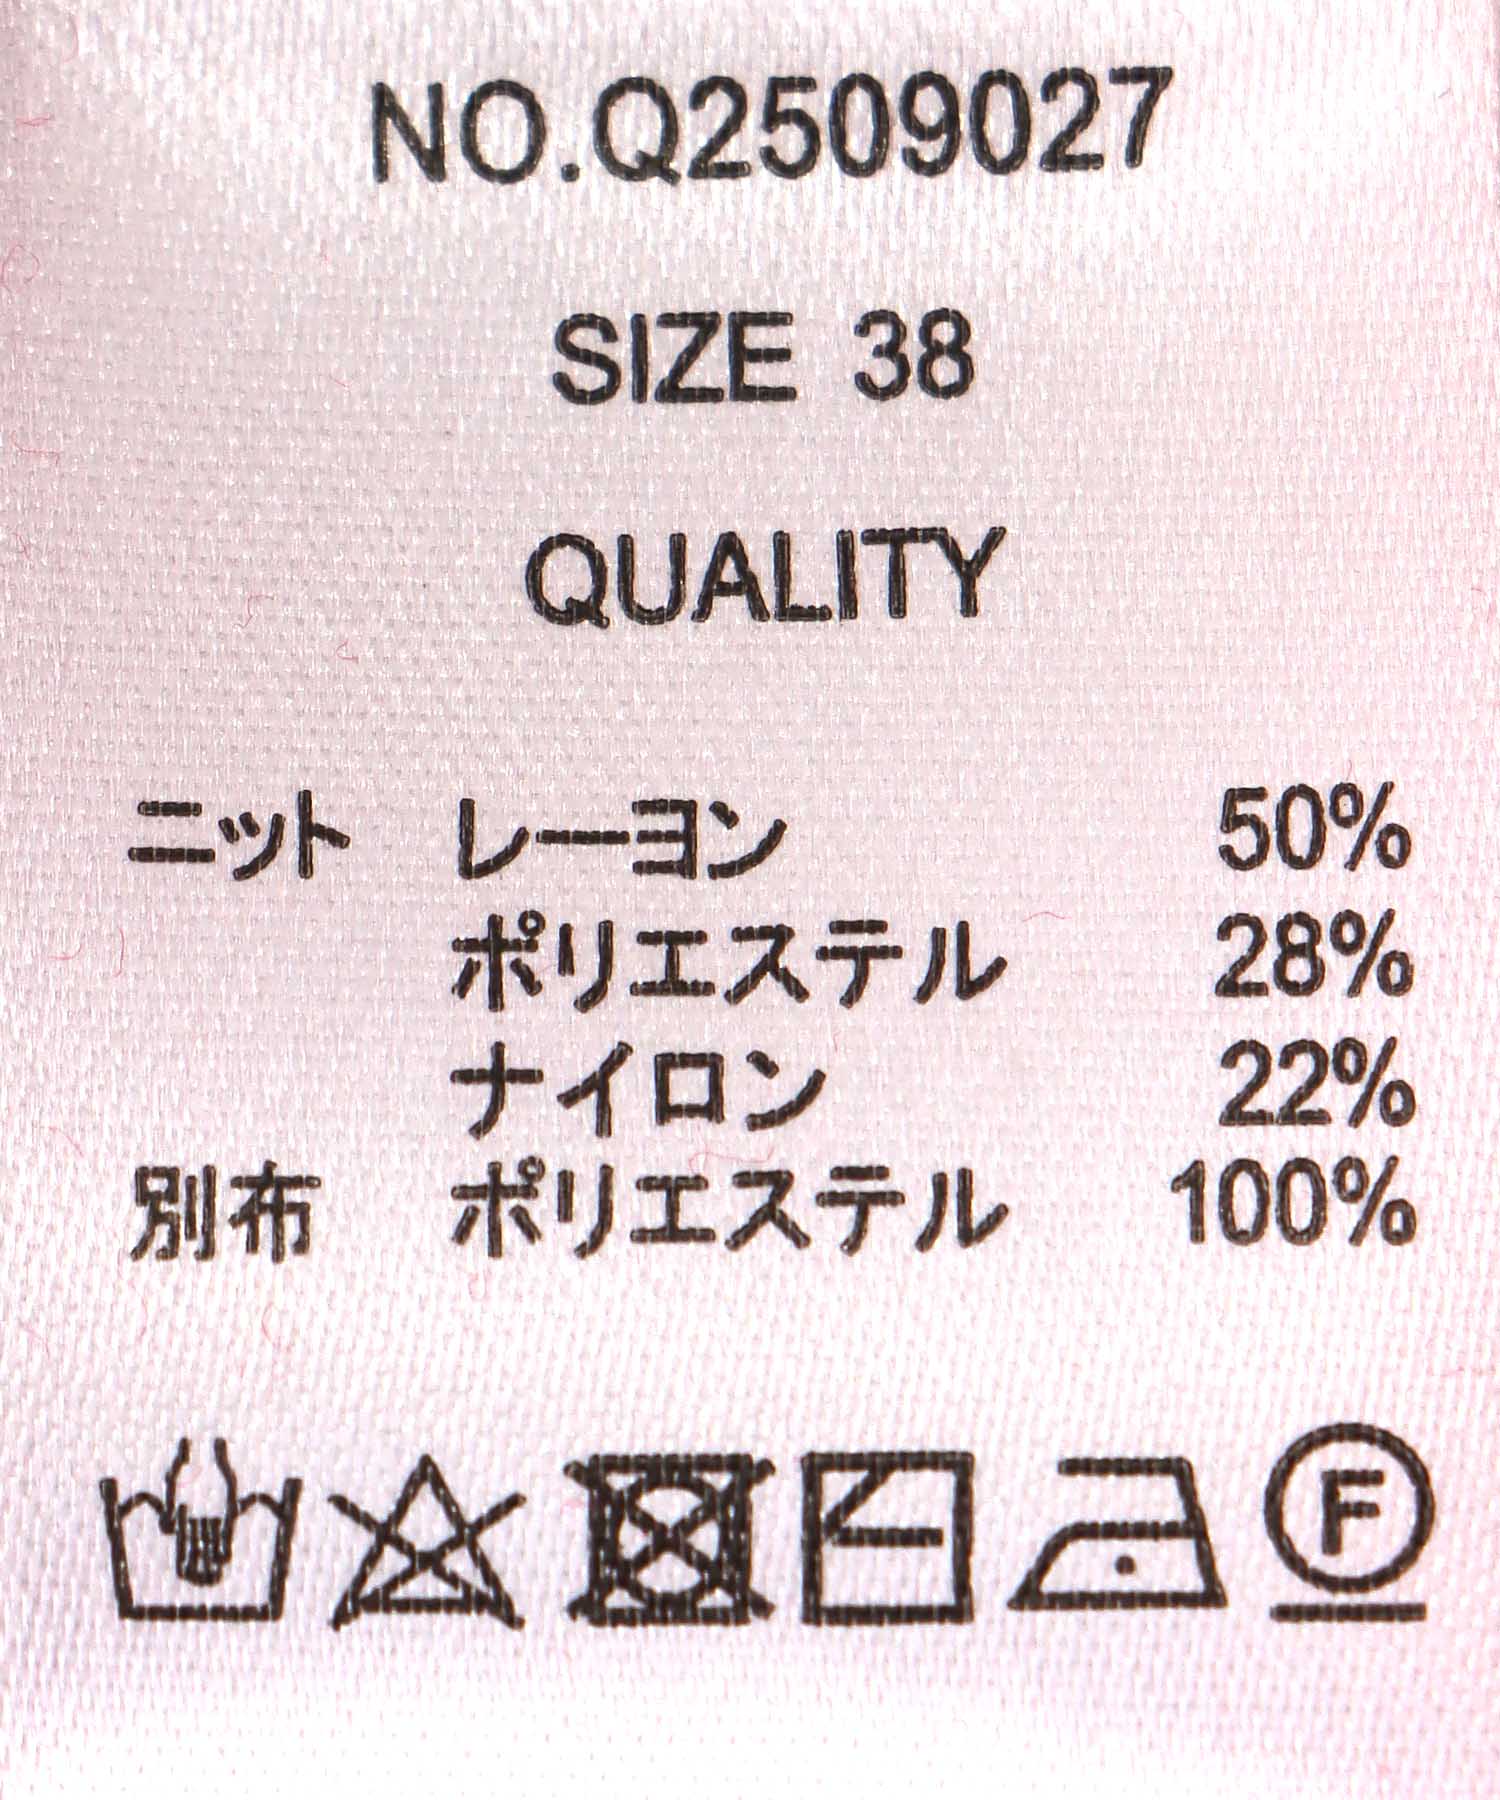 NO.Q2509027
SIZE 38
QUALITY
ニット レーヨン 50%
ポリエステル 28%
ナイロン 22%
別布 ポリエステル 100%
F